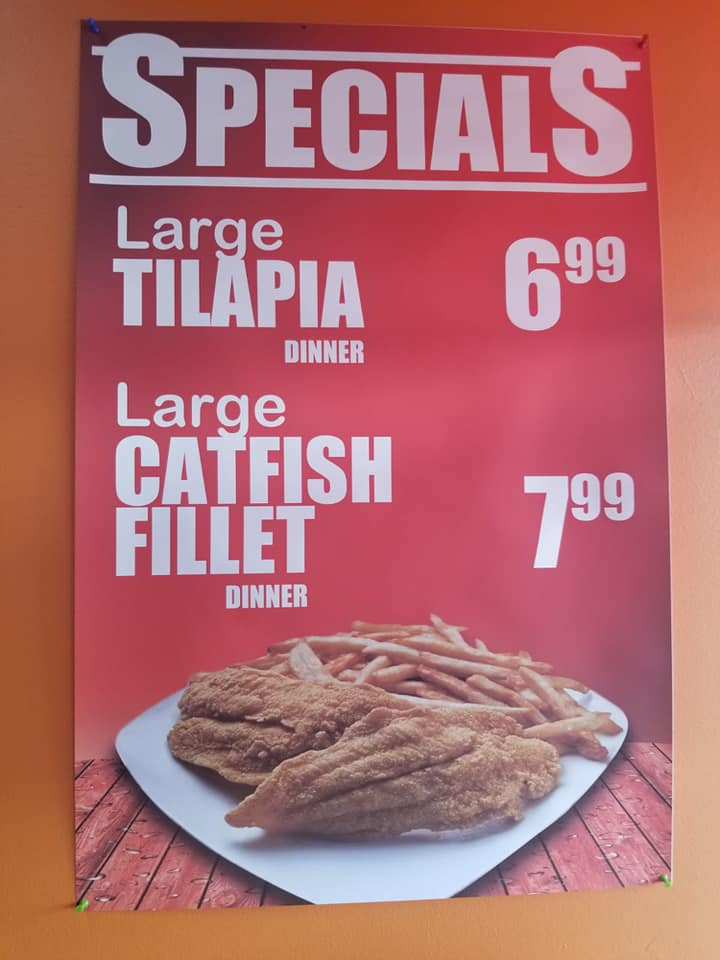 SPECIALS
Large
TILAPIA 6.99
DINNER
Large
CATFISH
FILLET 7.99
DINNER